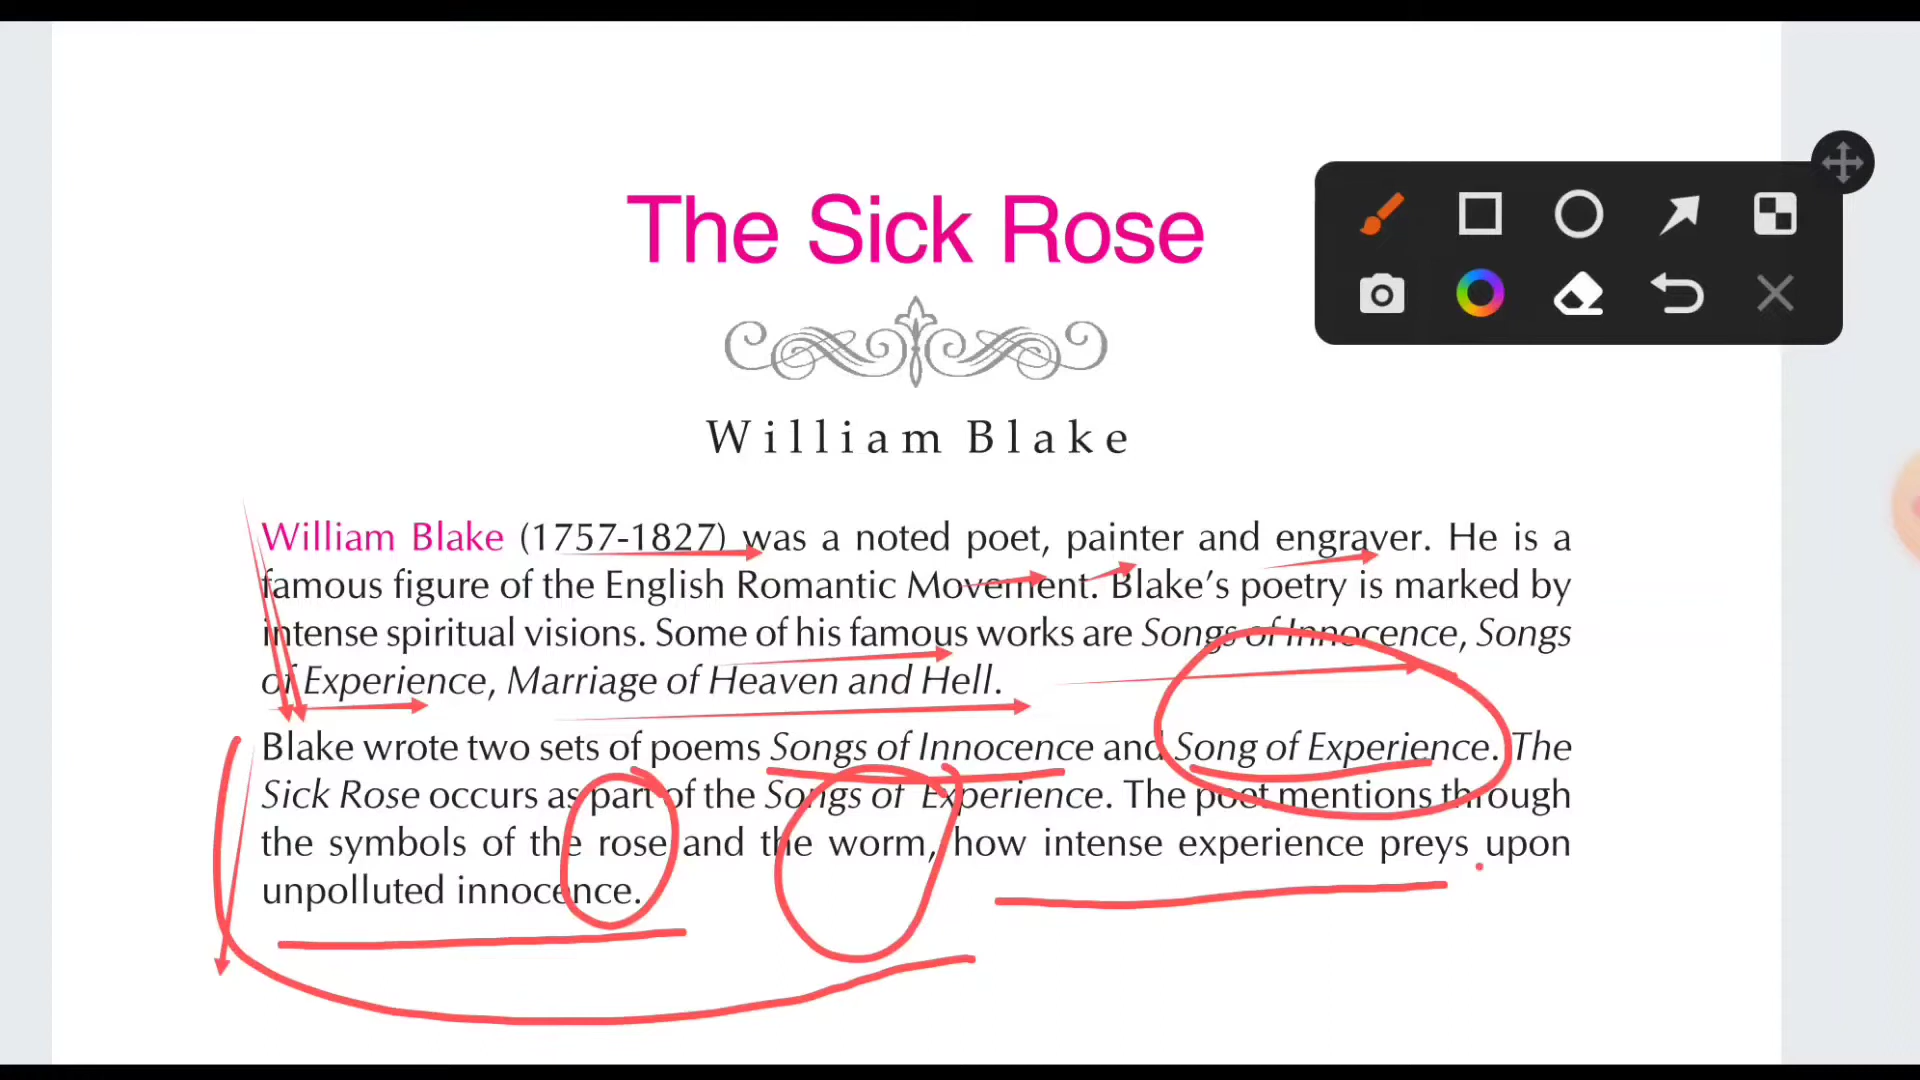 The Sick Rose
William Blake
William Blake (1757-1827) was a noted poet, painter and engraver. He is a
famous figure of the English Romantic Movement. Blake's poetry is marked by
intense spiritual visions. Some of his famous works are Songs of Innocence, Songs
of Experience, Marriage of Heaven and Hell.
Blake wrote two sets of poems Songs of Innocence and Song of Experience. The
Sick Rose occurs as part of the Songs of Experience. The poet mentions through
the symbols of the rose and the worm, how intense experience preys upon
unpolluted innocence.